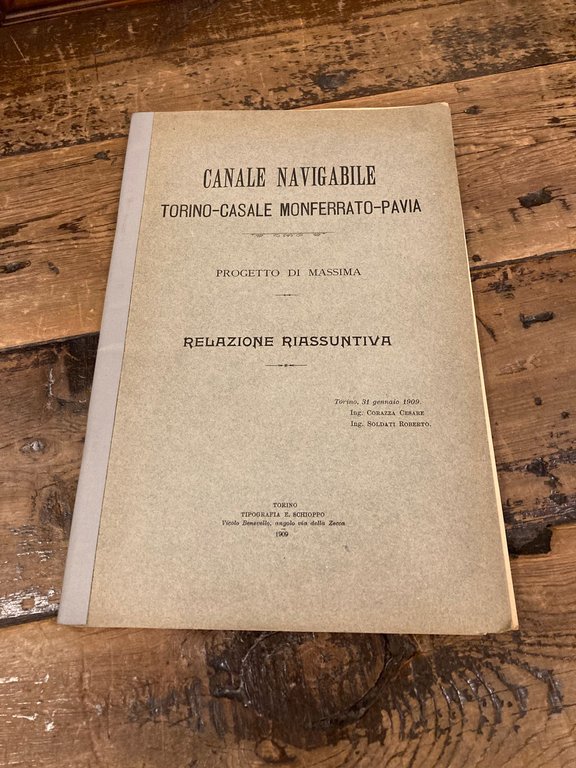 CANALE NAVIGABILE
TORINO-CASALE MONFERRATO-PAVIA
PROGETTO DI MASSIMA
RELAZIONE RIASSUNTIVA
Torino, 31 gennaio 1909.
Ing. CORAZZA CESARE
Ing. SOLDATI ROBERTO.
TORINO
TIPOGRAFIA E. SCHIOPPO
Vicolo Benevello, angolo via della Zecca
1909